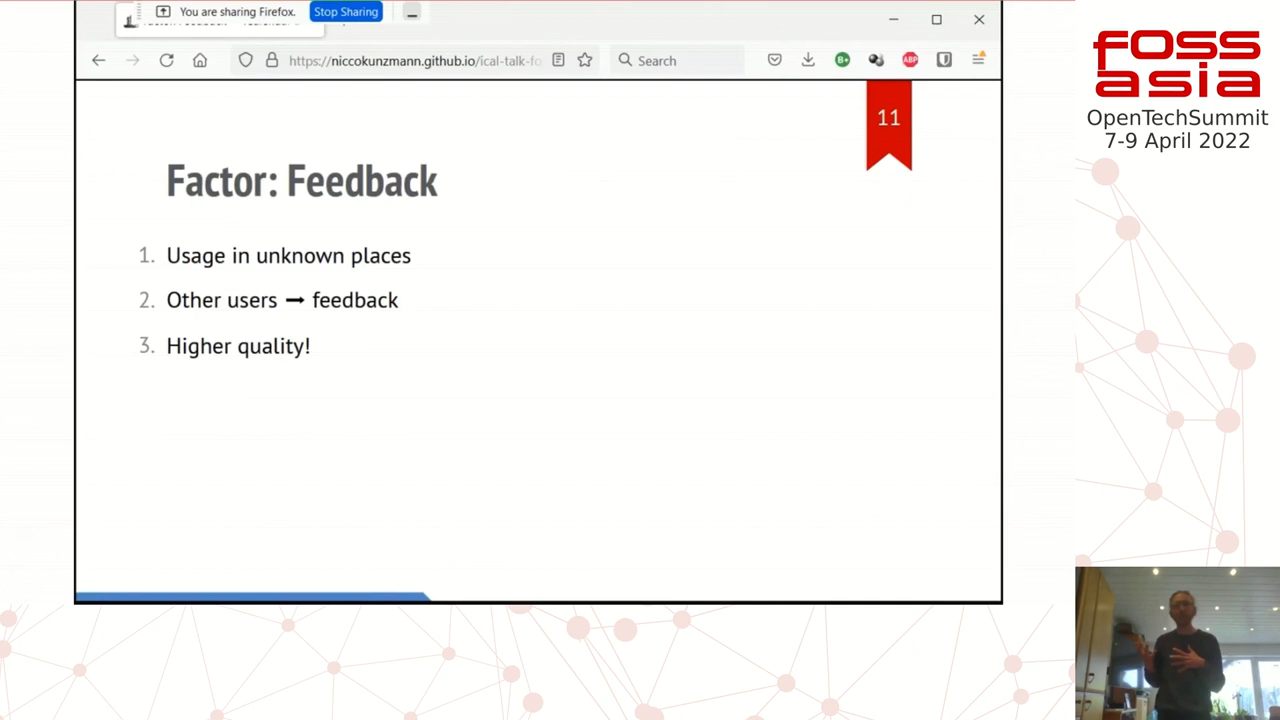 You are sharing Firefox.
Stop Sharing
https://niccokunzmann.github.io/ical-talk-fo
Search
ABP
11
Factor: Feedback
1. Usage in unknown places
2. Other users ➞ feedback
3. Higher quality!
fOSS
asia
OpenTechSummit
7-9 April 2022